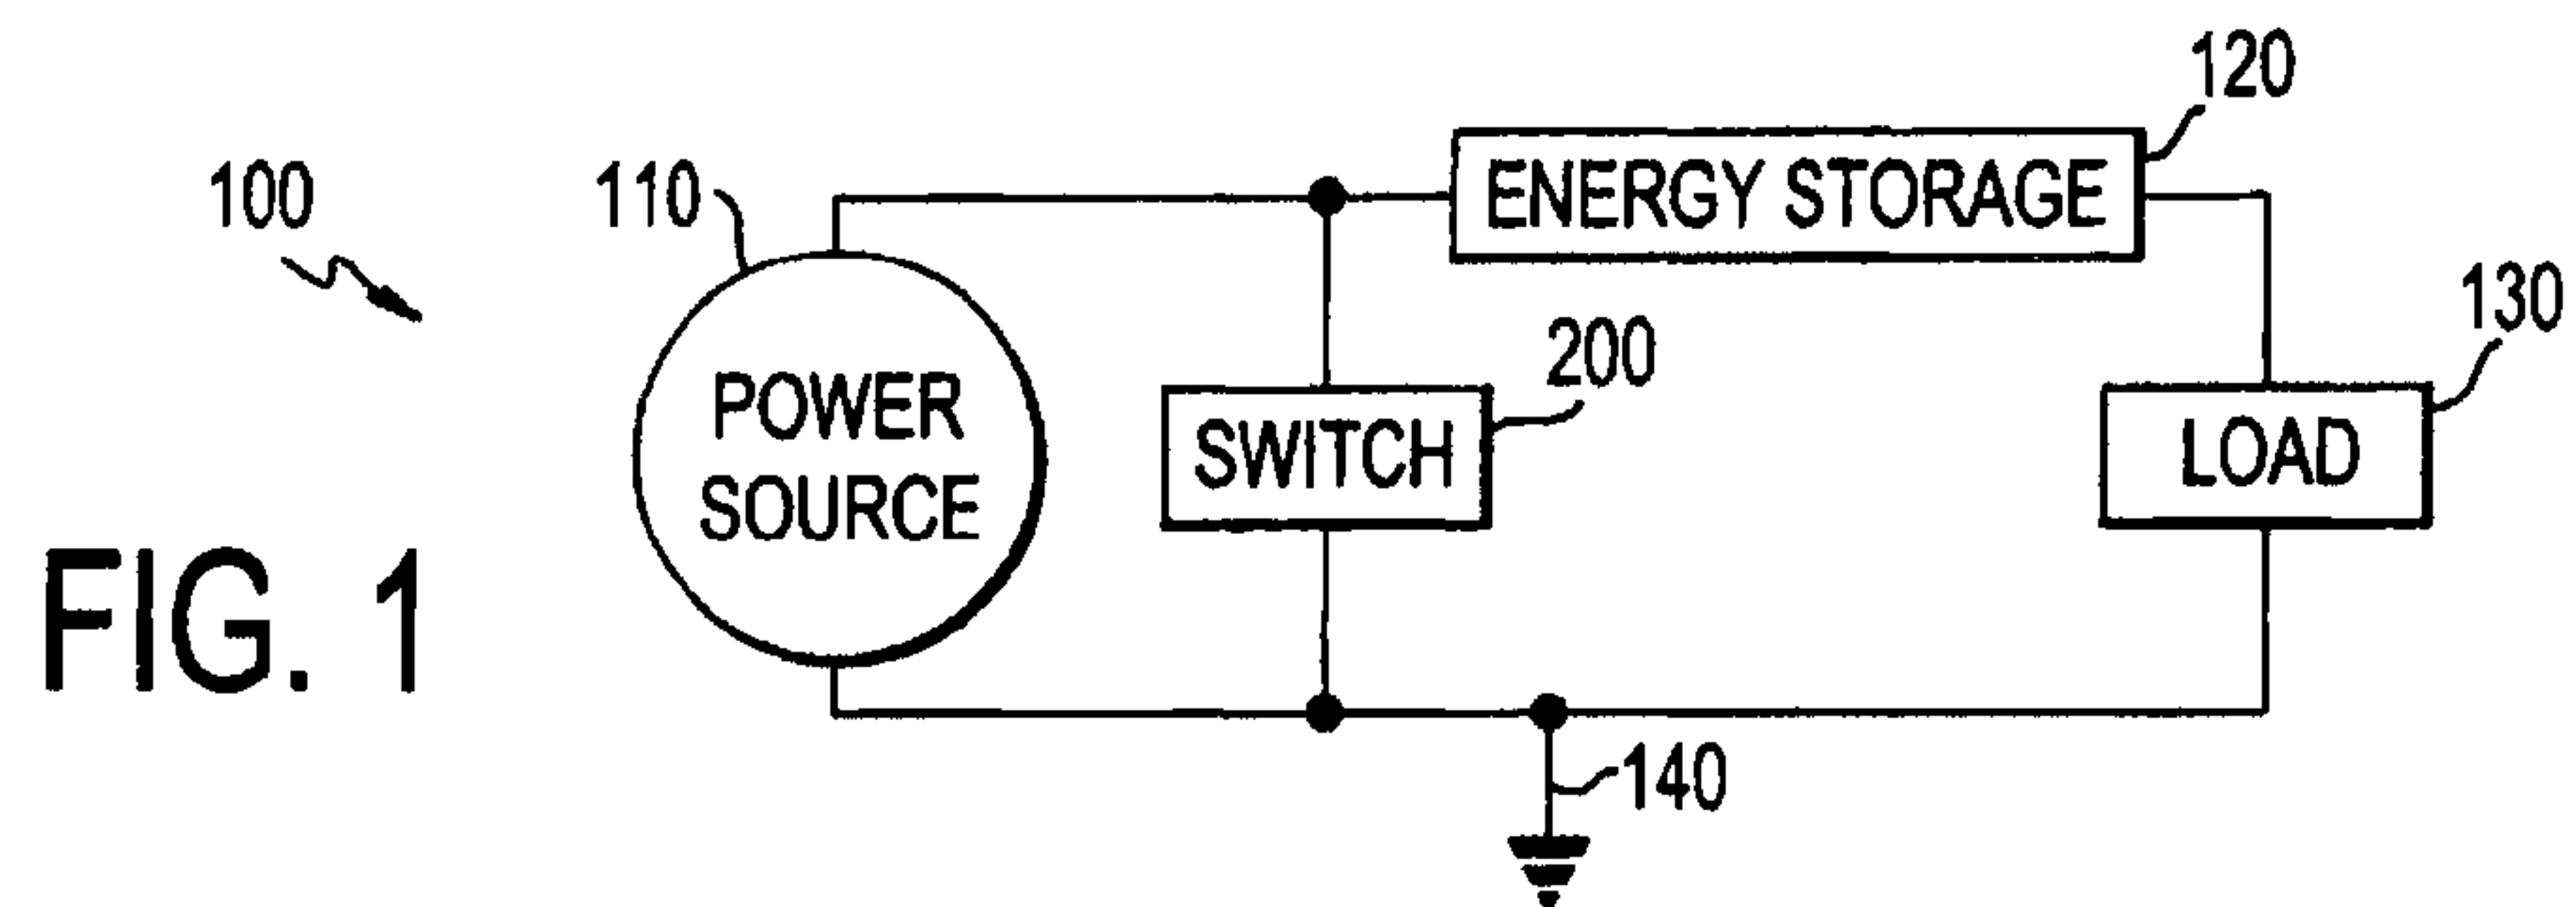 120
ENERGY STORAGE
100
110
130
200
POWER
SOURCE
SWITCH
LOAD
FIG. 1
140